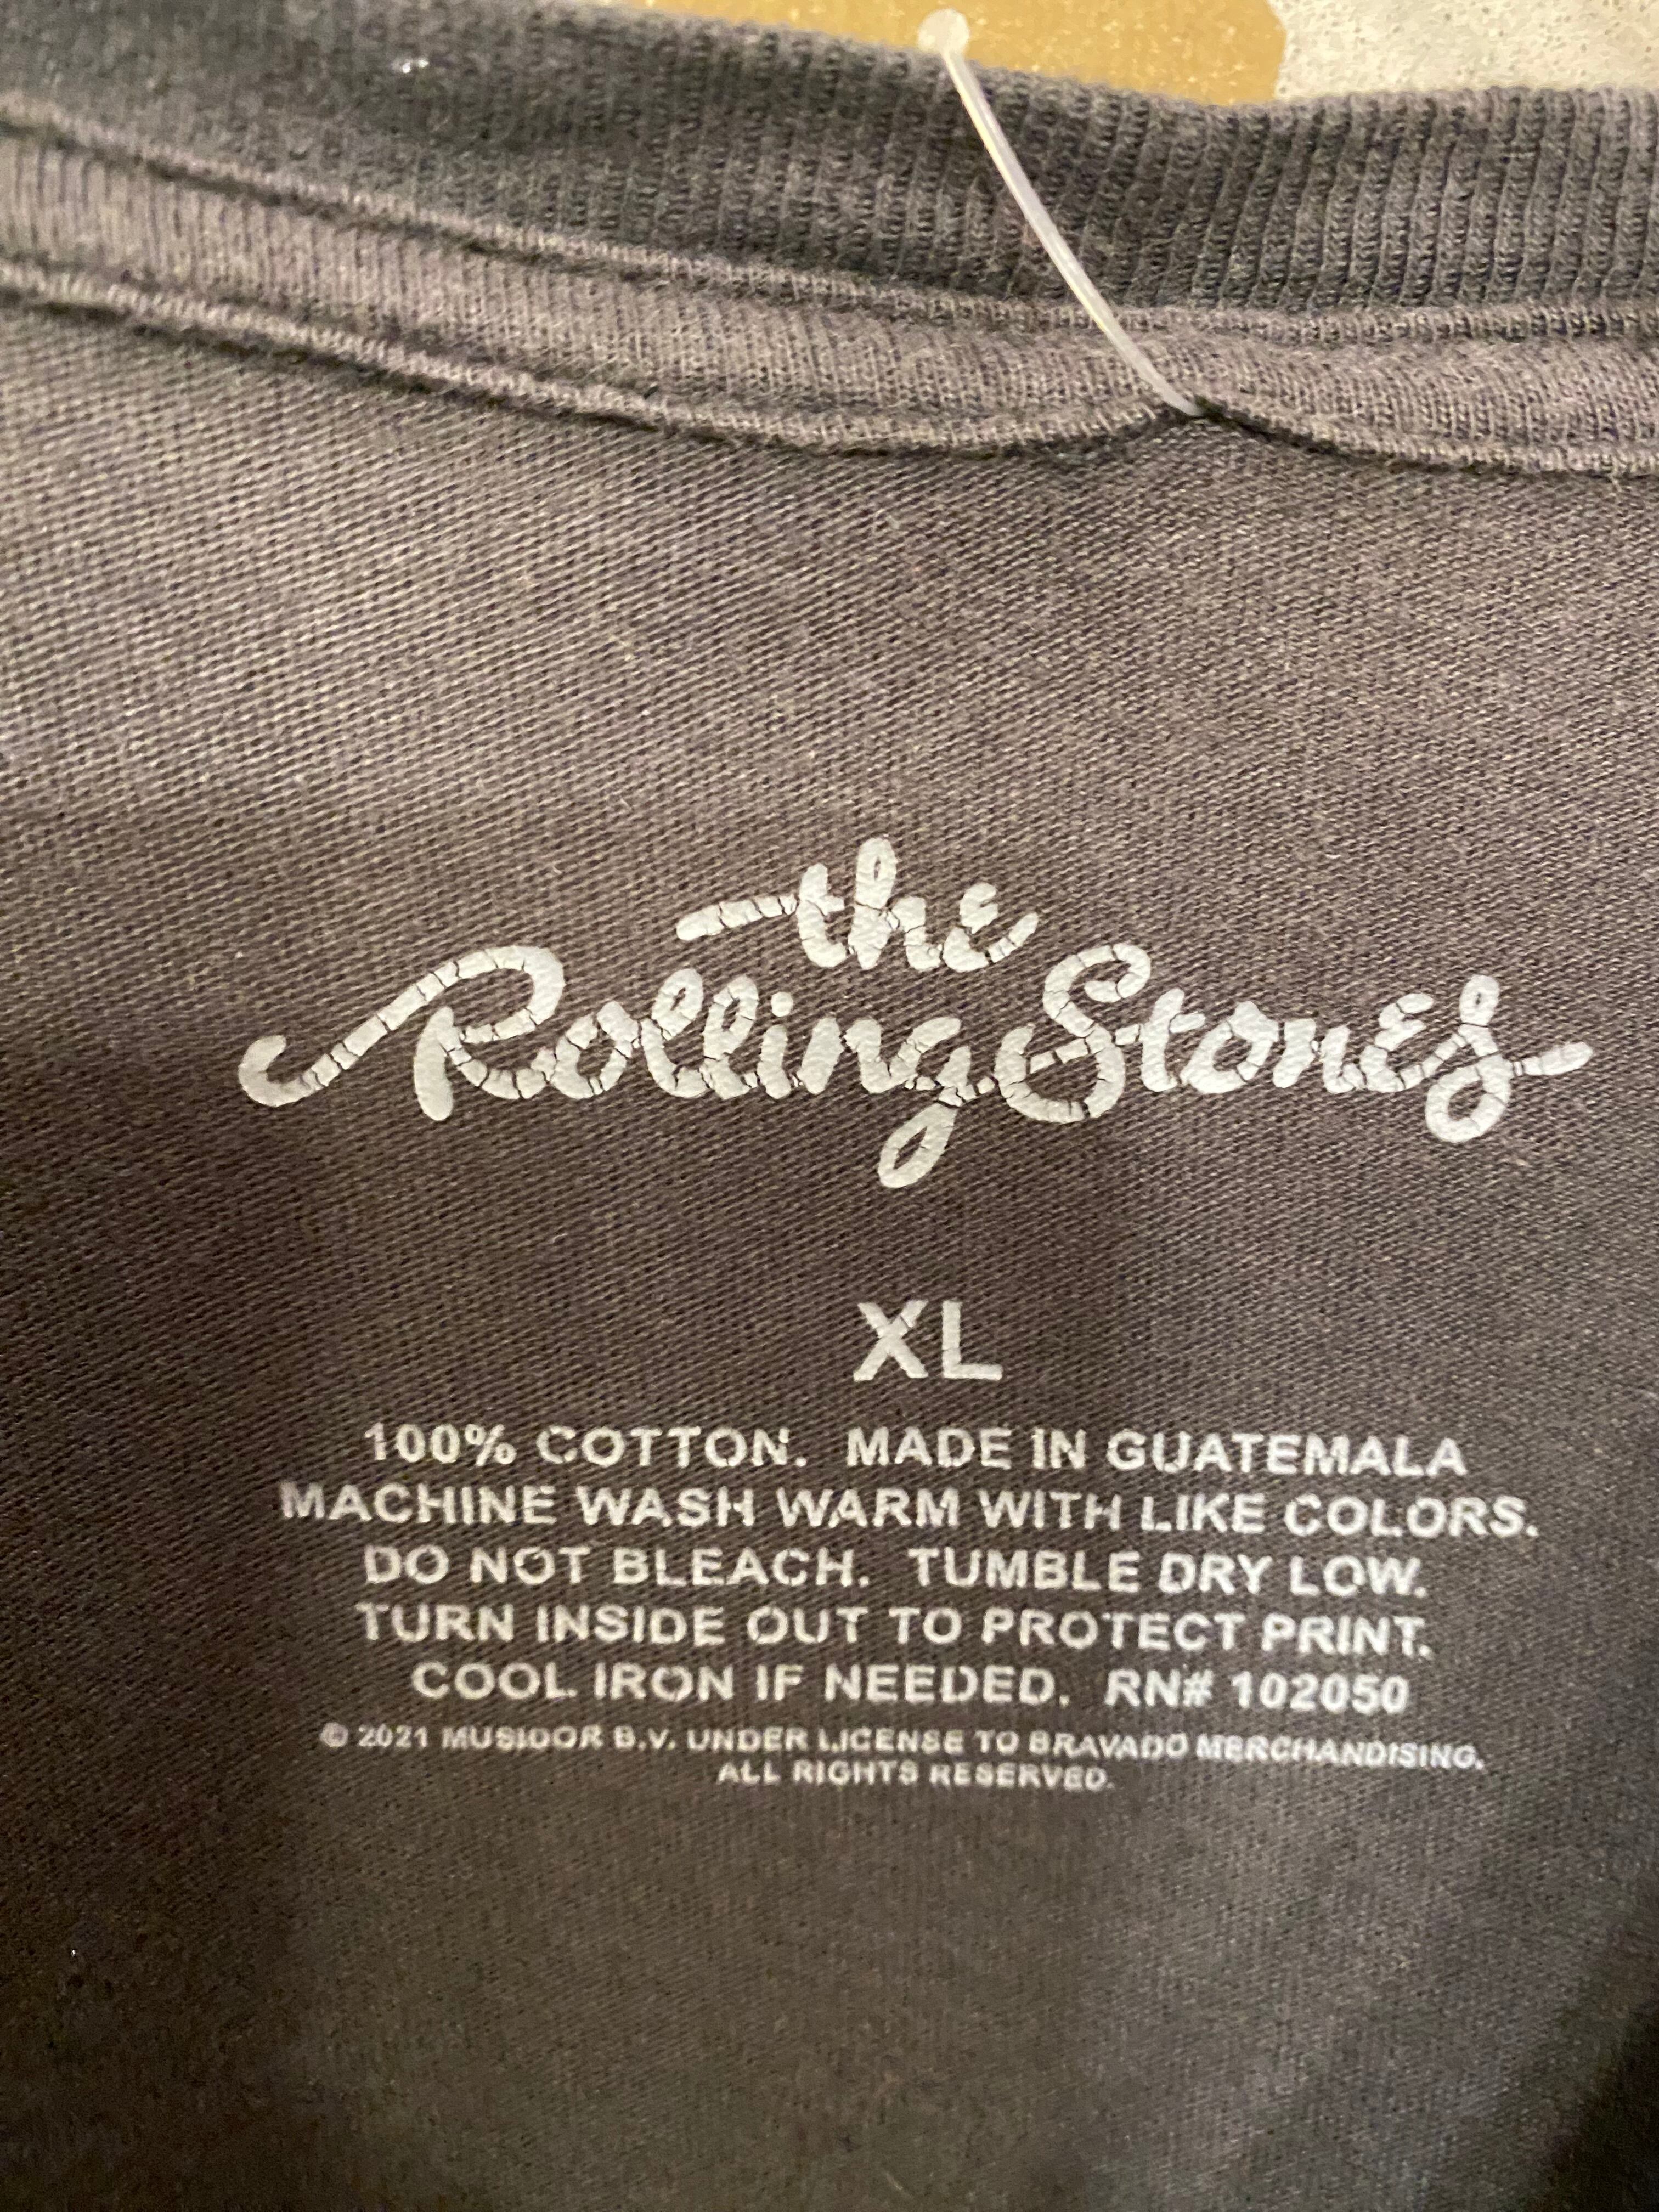 the
Rolling Stones
XL
100% COTTON. MADE IN GUATEMALA
MACHINE WASH WARM WITH LIKE COLORS.
DO NOT BLEACH. TUMBLE DRY LOW.
TURN INSIDE OUT TO PROTECT PRINT.
COOL IRON IF NEEDED. RN# 102050
© 2021 MUSIDOR B.V. UNDER LICENSE TO BRAVADO MERCHANDISING.
ALL RIGHTS RESERVED.